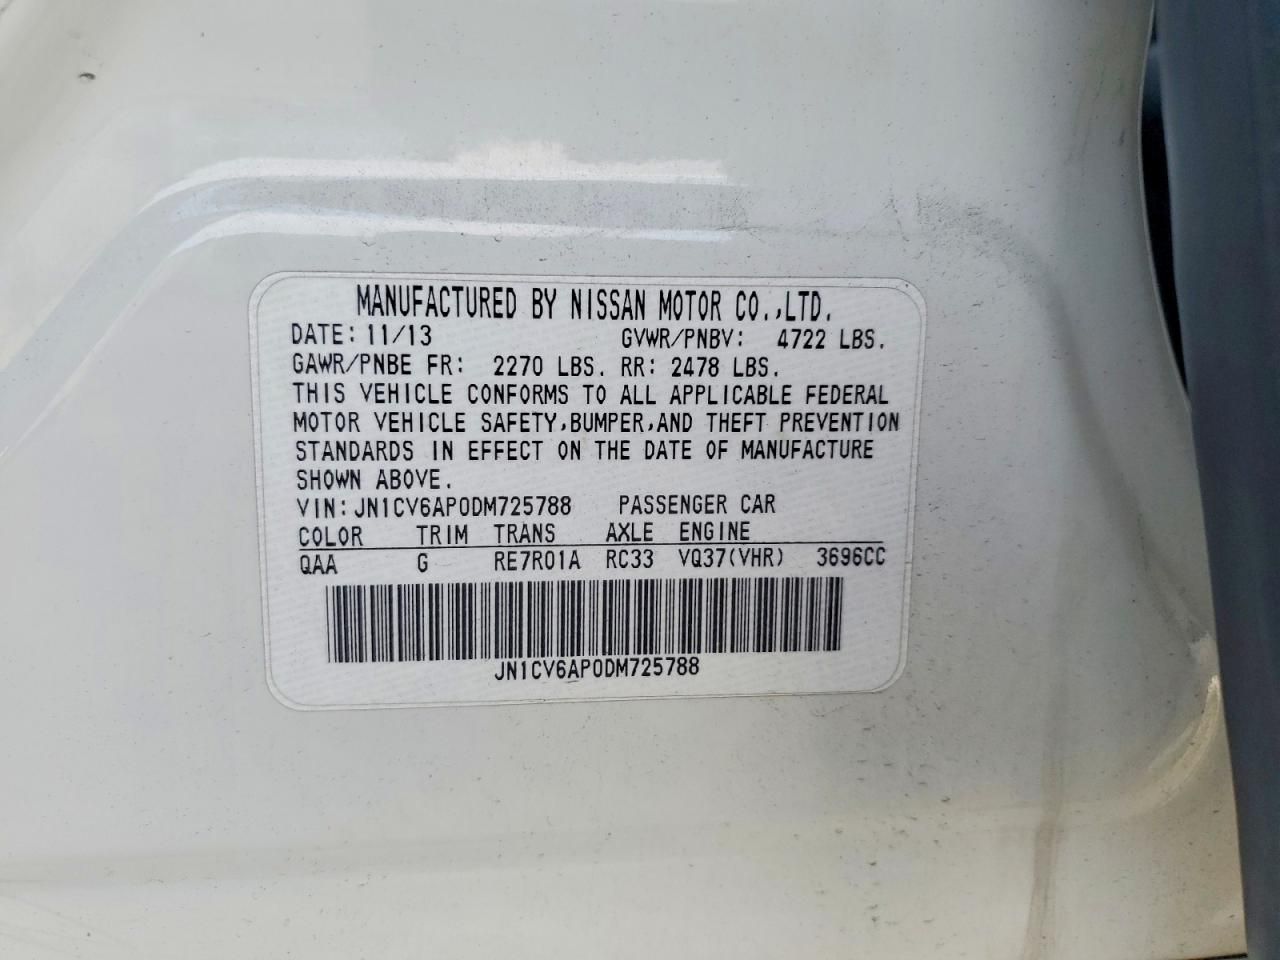 MANUFACTURED BY NISSAN MOTOR CO.,LTD.
DATE: 11/13 GVWR/PNBV: 4722 LBS.
GAWR/PNBE FR: 2270 LBS. RR: 2478 LBS.
THIS VEHICLE CONFORMS TO ALL APPLICABLE FEDERAL
MOTOR VEHICLE SAFETY,BUMPER,AND THEFT PREVENTION
STANDARDS IN EFFECT ON THE DATE OF MANUFACTURE
SHOWN ABOVE.
VIN:JN1CV6AP0DM725788 PASSENGER CAR
COLOR TRIM TRANS AXLE ENGINE
QAA G RE7R01A RC33 VQ37(VHR) 3696CC
JN1CV6AP0DM725788